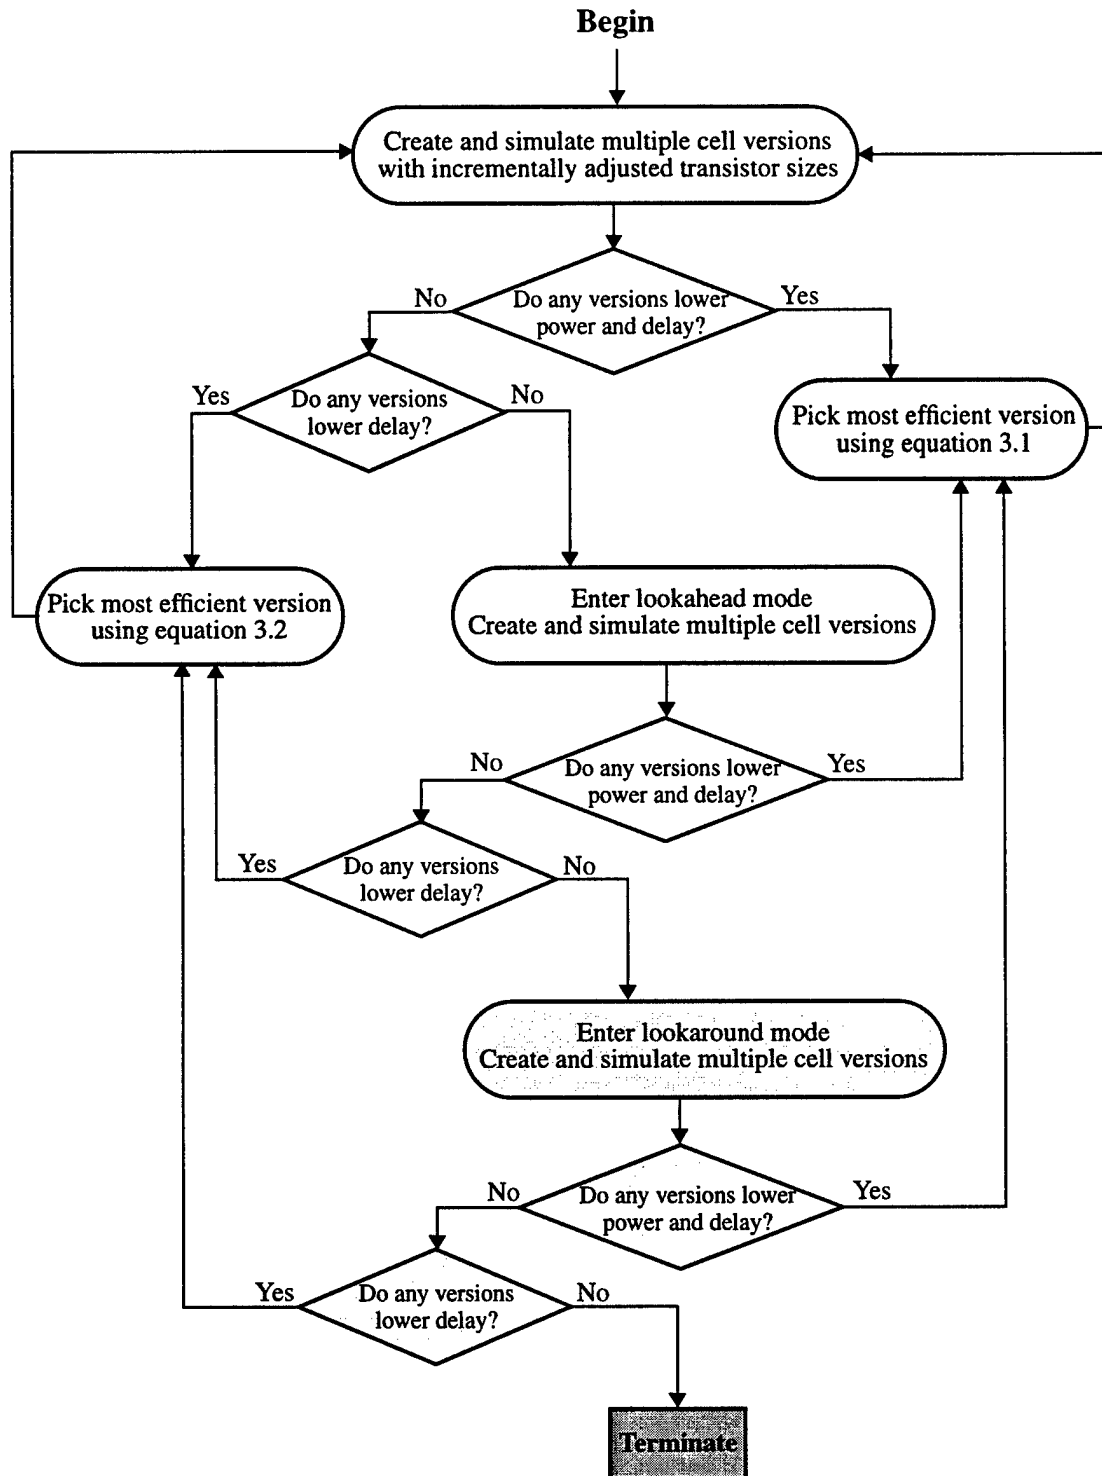 Begin
Create and simulate multiple cell versions
with incrementally adjusted transistor sizes
No
Do any versions lower
power and delay?
Yes
Yes
Do any versions
lower delay?
No
Pick most efficient version
using equation 3.1
Pick most efficient version
using equation 3.2
Enter lookahead mode
Create and simulate multiple cell versions
No
Do any versions lower
power and delay?
Yes
Yes
Do any versions
lower delay?
No
Enter lookaround mode
Create and simulate multiple cell versions
No
Do any versions lower
power and delay?
Yes
Yes
Do any versions
lower delay?
No
Terminate